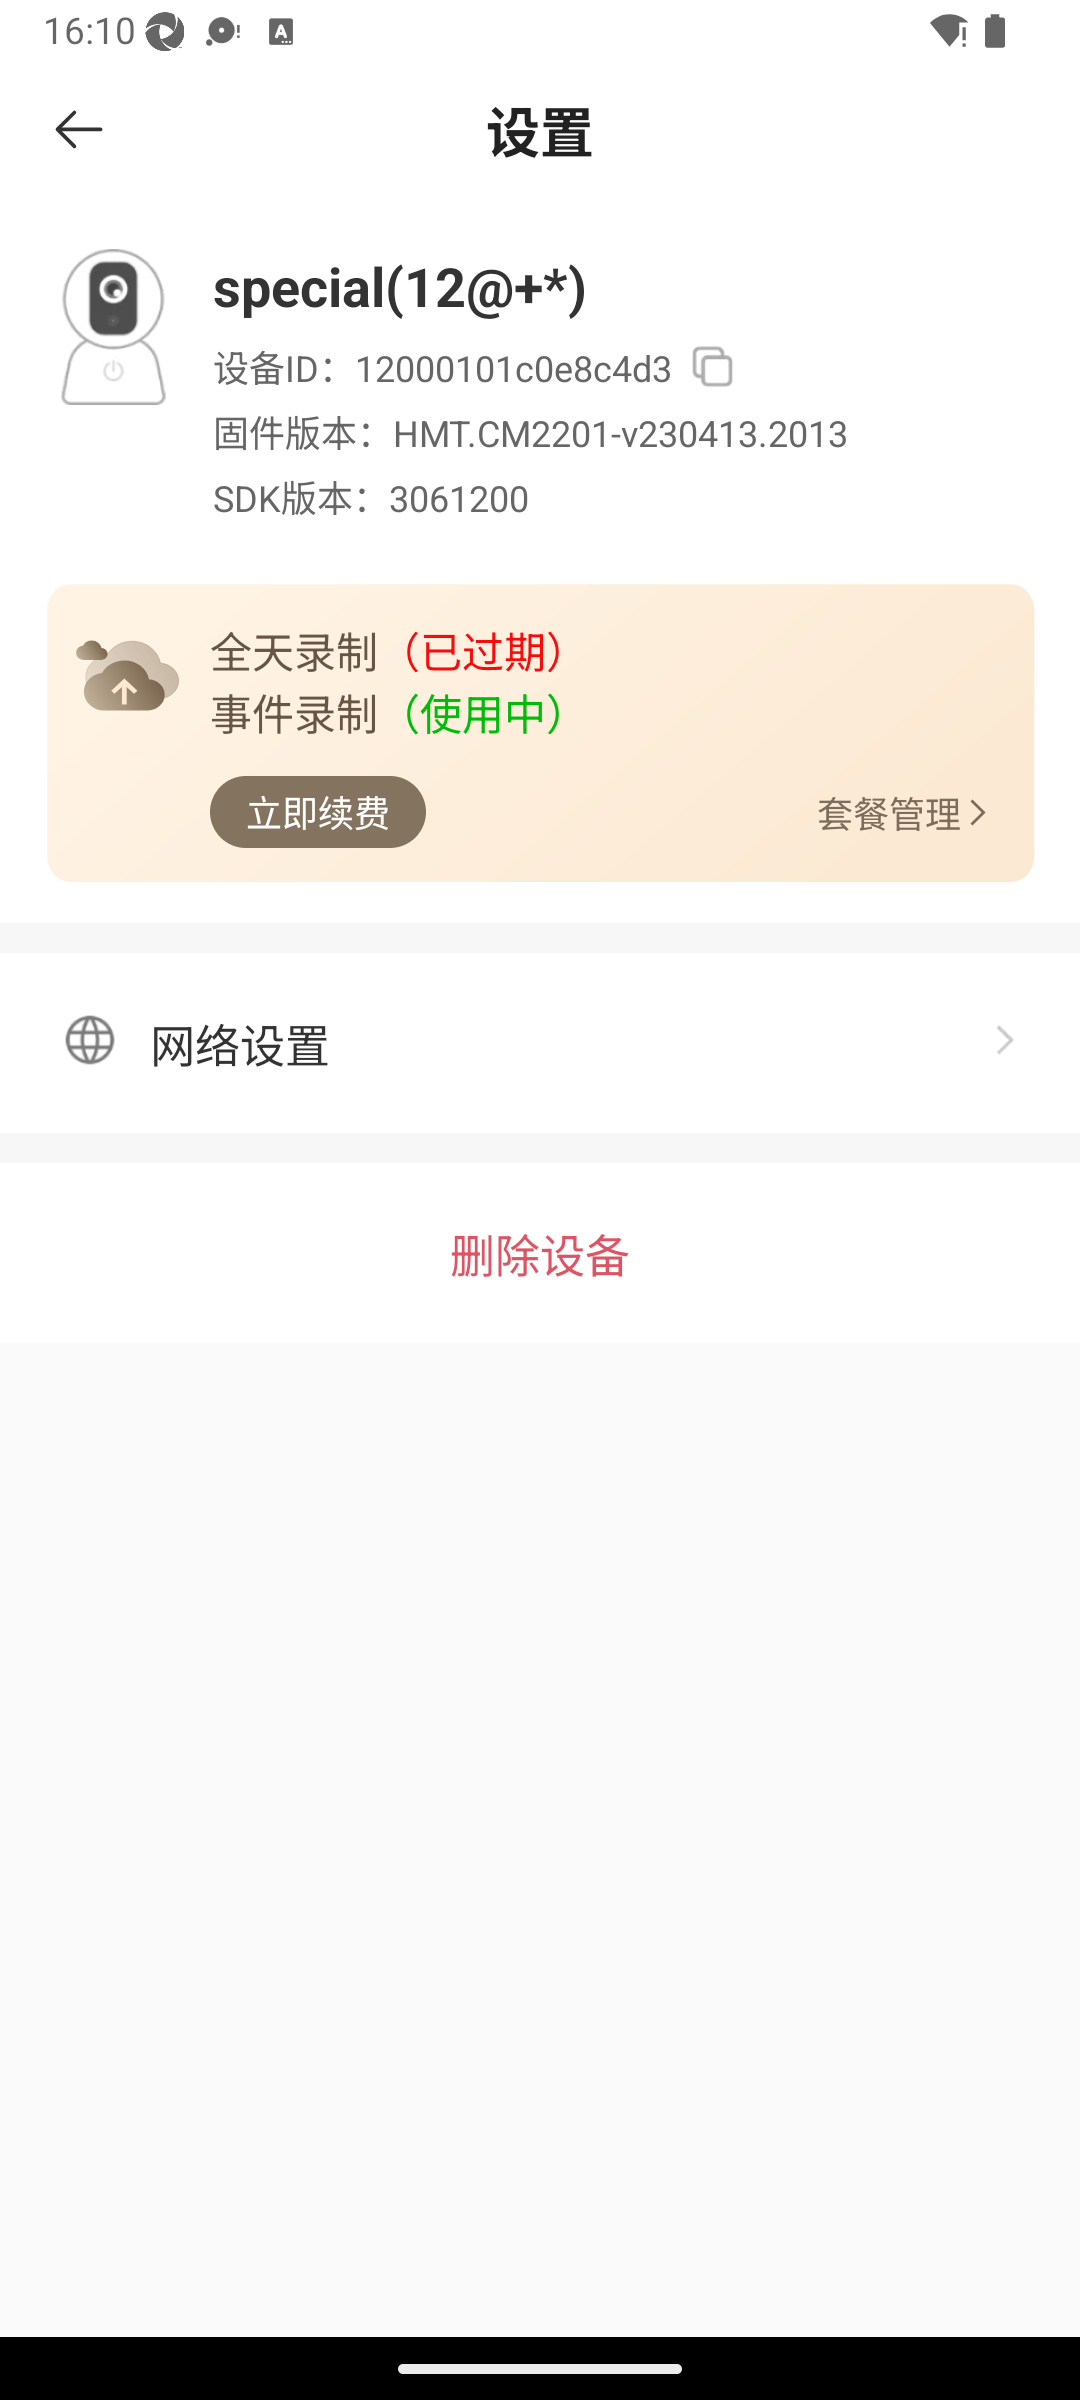 16:10
设置
special(12@+*)
设备ID：12000101c0e8c4d3
固件版本：HMT.CM2201-v230413.2013
SDK版本：3061200
全天录制（已过期）
事件录制（使用中）
立即续费
套餐管理
网络设置
删除设备